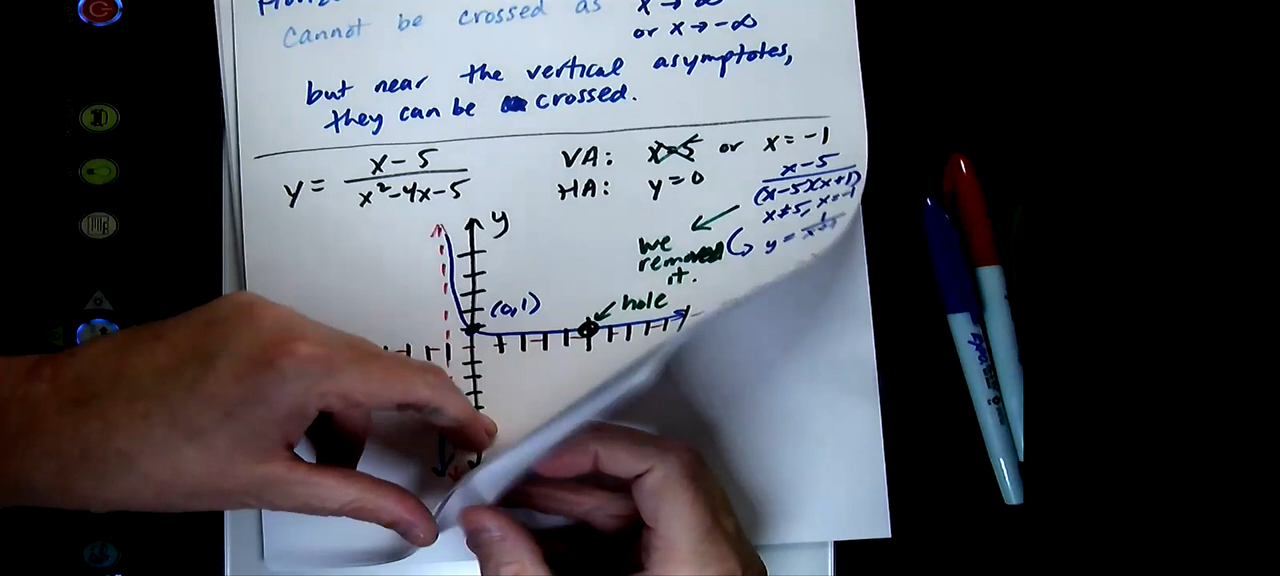 cannot be crossed as x → ∞
or x → -∞
but near the vertical asymptotes,
they can be crossed.
y = x - 5 / x² - 4x - 5
VA: x=5 or x = -1
HA: y = 0
x - 5 / (x-5)(x+1)
x ≠ 5, x = -1
y =
we
removed
it.
y
(0,1)
hole